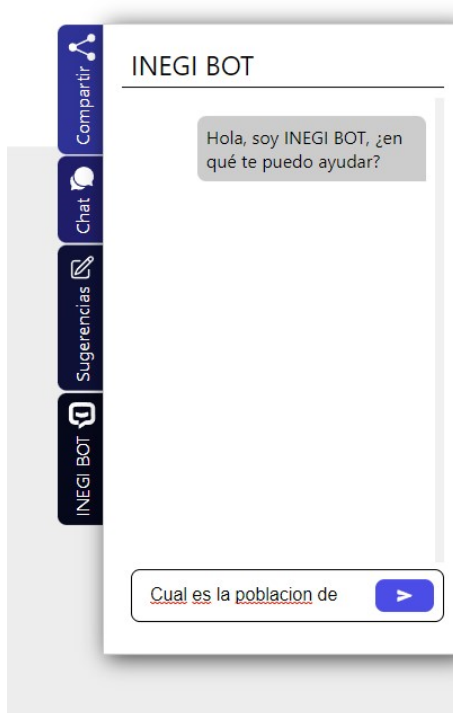 Compartir
Chat
Sugerencias
INEGI BOT
INEGI BOT
Hola, soy INEGI BOT, ¿en
qué te puedo ayudar?
Cual es la poblacion de